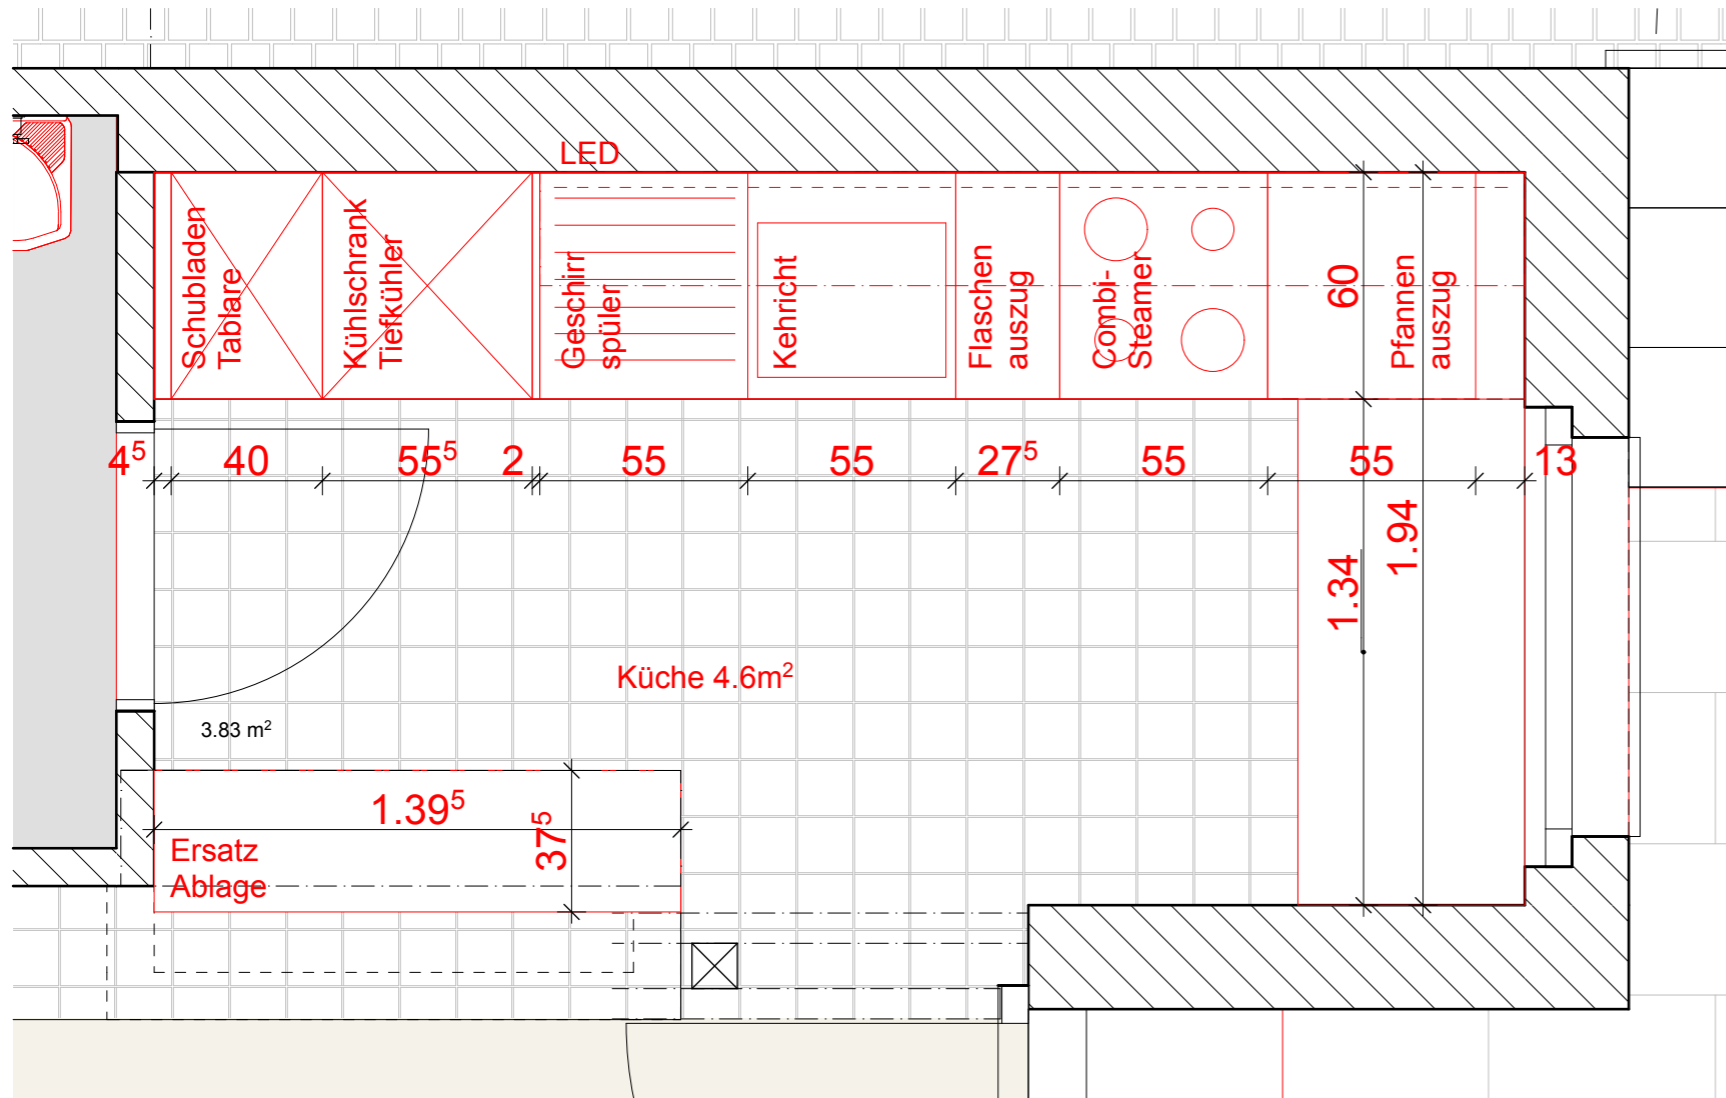 LED
Schubladen
Tablare
Kühlschrank
Tiefkühler
Geschirr
spüler
Kehricht
Flaschen
auszug
Combi-
Steamer
60
Pfannen
auszug
4⁵ 40 55⁵ 2 55 55 27⁵ 55 55 13
1.34
1.94
Küche 4.6m²
3.83 m²
1.39⁵
37⁵
Ersatz
Ablage